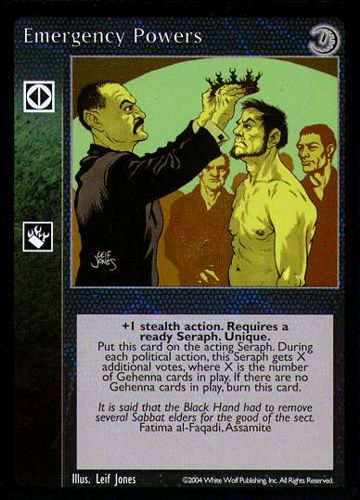 Emergency Powers
LEIF
JONES
+1 stealth action. Requires a
ready Seraph. Unique.
Put this card on the acting Seraph. During
each political action, this Seraph gets X
additional votes, where X is the number
of Gehenna cards in play. If there are no
Gehenna cards in play, burn this card.
It is said that the Black Hand had to remove
several Sabbat elders for the good of the sect.
Fatima al-Faqadi, Assamite
Illus. Leif Jones
©2004 White Wolf Publishing, Inc. All Rights Reserved.